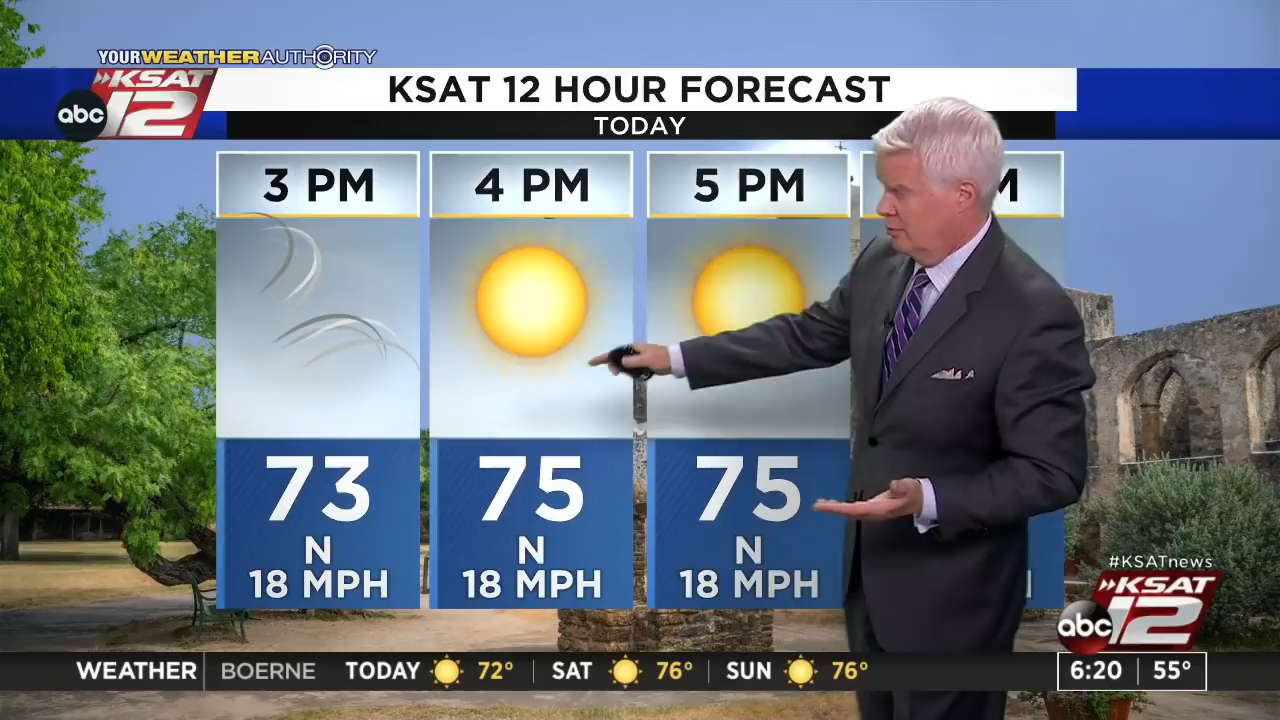 YOURWEATHERAUTHORITY
KSAT
abc 12
KSAT 12 HOUR FORECAST
TODAY
3 PM
4 PM
5 PM
M
73
75
75
N
N
N
18 MPH
18 MPH
18 MPH
#KSATnews
KSAT
abc 12
WEATHER BOERNE TODAY 72° SAT 76° SUN 76°
6:20 55°